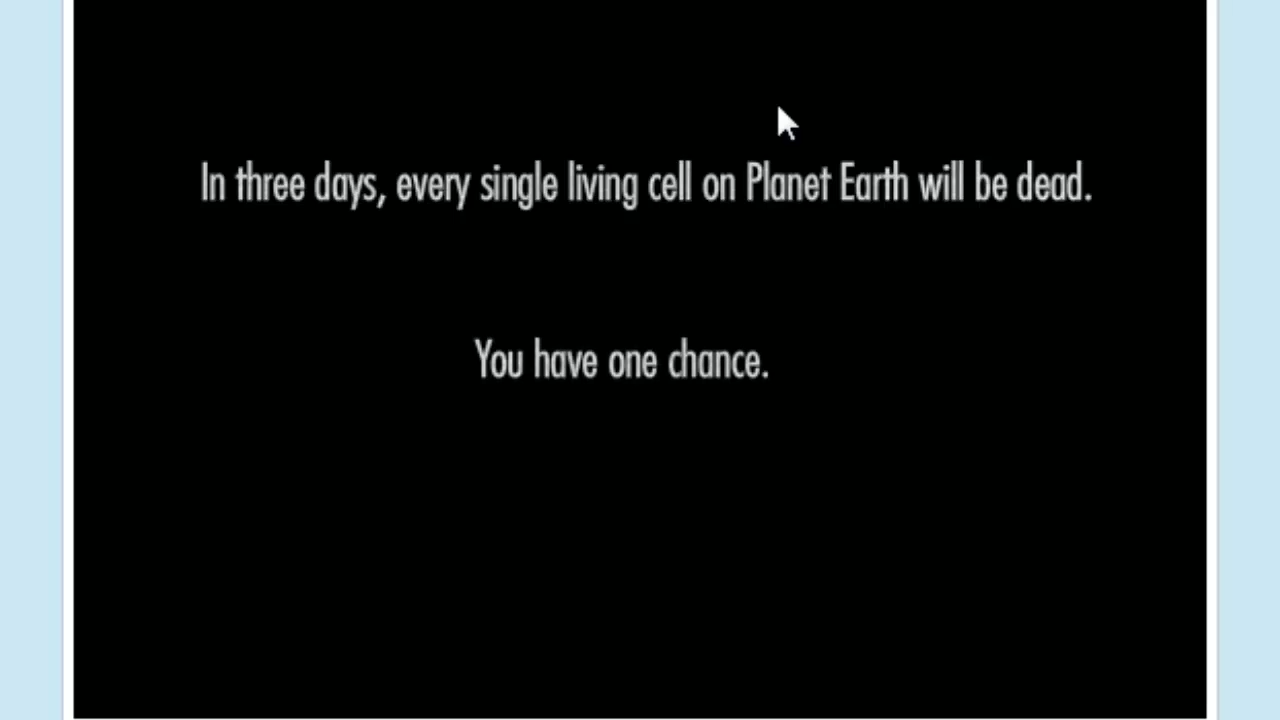 In three days, every single living cell on Planet Earth will be dead.
You have one chance.